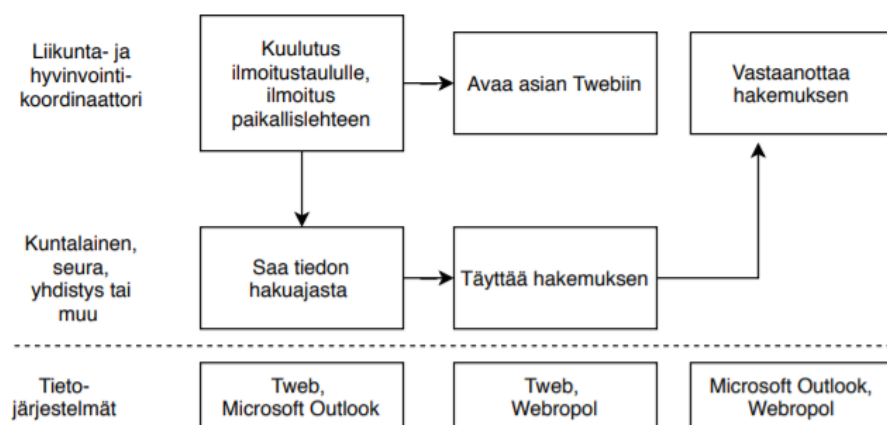 Liikunta- ja
hyvinvointi-
koordinaattori
Kuulutus
ilmoitustaululle,
ilmoitus
paikallislehteen
Avaa asian Twebiin
Vastaanottaa
hakemuksen
Kuntalainen,
seura,
yhdistys tai
muu
Saa tiedon
hakuajasta
Täyttää hakemuksen
Tieto-
järjestelmät
Tweb,
Microsoft Outlook
Tweb,
Webropol
Microsoft Outlook,
Webropol